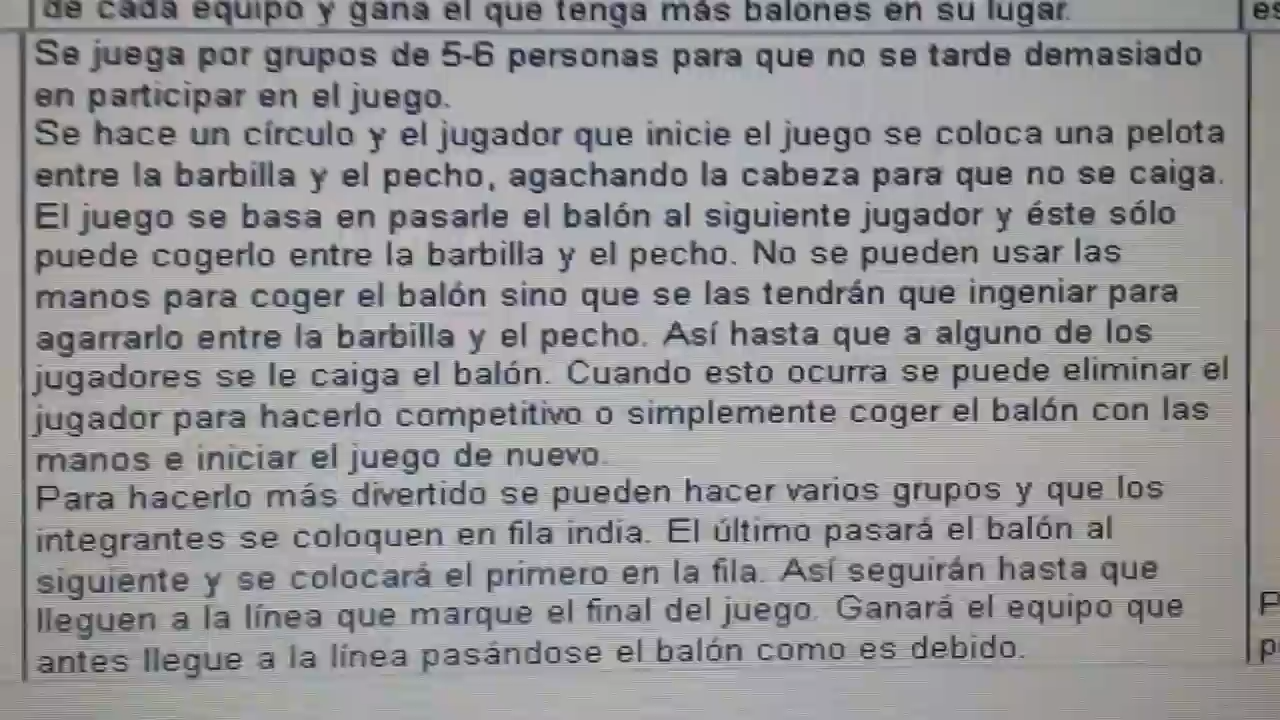 de cada equipo y gana el que tenga más balones en su lugar.
es
Se juega por grupos de 5-6 personas para que no se tarde demasiado
en participar en el juego.
Se hace un círculo y el jugador que inicie el juego se coloca una pelota
entre la barbilla y el pecho, agachando la cabeza para que no se caiga.
El juego se basa en pasarle el balón al siguiente jugador y éste sólo
puede cogerlo entre la barbilla y el pecho. No se pueden usar las
manos para coger el balón sino que se las tendrán que ingeniar para
agarrarlo entre la barbilla y el pecho. Así hasta que a alguno de los
jugadores se le caiga el balón. Cuando esto ocurra se puede eliminar el
jugador para hacerlo competitivo o simplemente coger el balón con las
manos e iniciar el juego de nuevo.
Para hacerlo más divertido se pueden hacer varios grupos y que los
integrantes se coloquen en fila india. El último pasará el balón al
siguiente y se colocará el primero en la fila. Así seguirán hasta que
lleguen a la línea que marque el final del juego. Ganará el equipo que
antes llegue a la línea pasándose el balón como es debido.